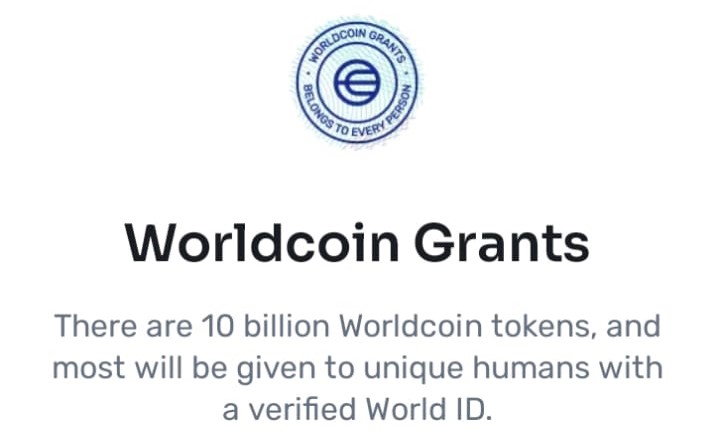 WORLDCOIN GRANTS
BELONGS TO EVERY PERSON
Worldcoin Grants
There are 10 billion Worldcoin tokens, and
most will be given to unique humans with
a verified World ID.